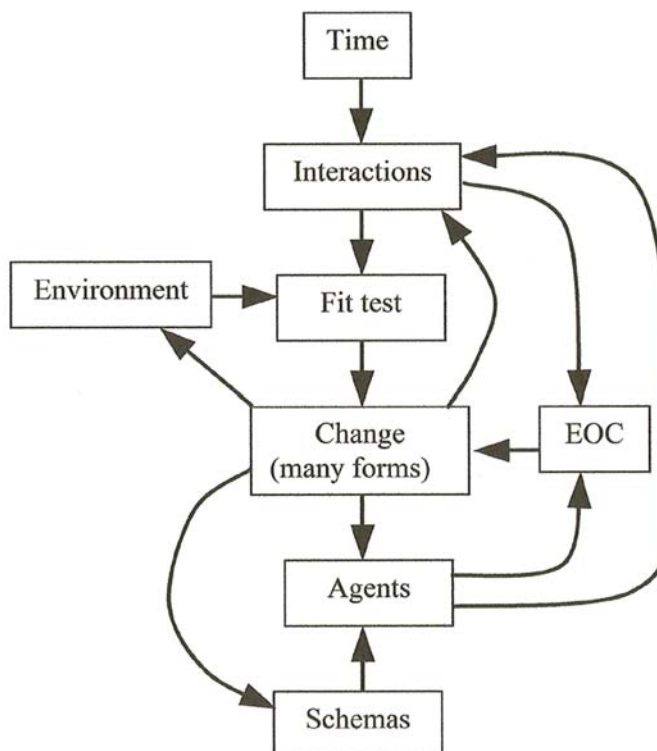 Time
Interactions
Environment
Fit test
Change
(many forms)
EOC
Agents
Schemas